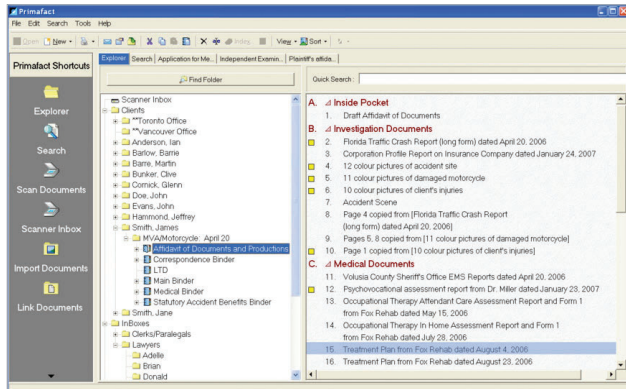 Primafact
File Edit Search Tools Help
Open New Index... View Sort
Primafact Shortcuts
Explorer
Search
Scan Documents
Scanner Inbox
Import Documents
Link Documents
Explorer Search Application for Me... Independent Examin... Plaintiff's affida...
Find Folder
Scanner Inbox
Clients
**Toronto Office
**Vancouver Office
Anderson, Ian
Barlow, Barrie
Barre, Martin
Bunker, Clive
Cornick, Glenn
Doe, John
Evans, John
Hammond, Jeffrey
Smith, James
MVA/Motorcycle: April 20
Affidavit of Documents and Productions
Correspondence Binder
LTD
Main Binder
Medical Binder
Statutory Accident Benefits Binder
Smith, Jane
InBoxes
Clerks/Paralegals
Lawyers
Adelle
Brian
Donald
Quick Search:
A. Inside Pocket
1. Draft Affidavit of Documents
B. Investigation Documents
2. Florida Traffic Crash Report (long form) dated April 20, 2006
3. Corporation Profile Report on Insurance Company dated January 24, 2007
4. 12 colour pictures of accident site
5. 11 colour pictures of damaged motorcycle
6. 10 colour pictures of client's injuries
7. Accident Scene
8. Page 4 copied from [Florida Traffic Crash Report
(long form) dated April 20, 2006]
9. Pages 5, 8 copied from [11 colour pictures of damaged motorcycle]
10. Page 1 copied from [10 colour pictures of client's injuries]
C. Medical Documents
11. Volusia County Sheriff's Office EMS Reports dated April 20, 2006
12. Psychovocational assessment report from Dr. Miller dated January 23, 2007
13. Occupational Therapy Attendant Care Assessment Report and Form 1
from Fox Rehab dated May 15, 2006
14. Occupational Therapy In Home Assessment Report and Form 1
from Fox Rehab dated July 28, 2006
15. Treatment Plan from Fox Rehab dated August 4, 2006
16. Treatment Plan from Fox Rehab dated August 23, 2006